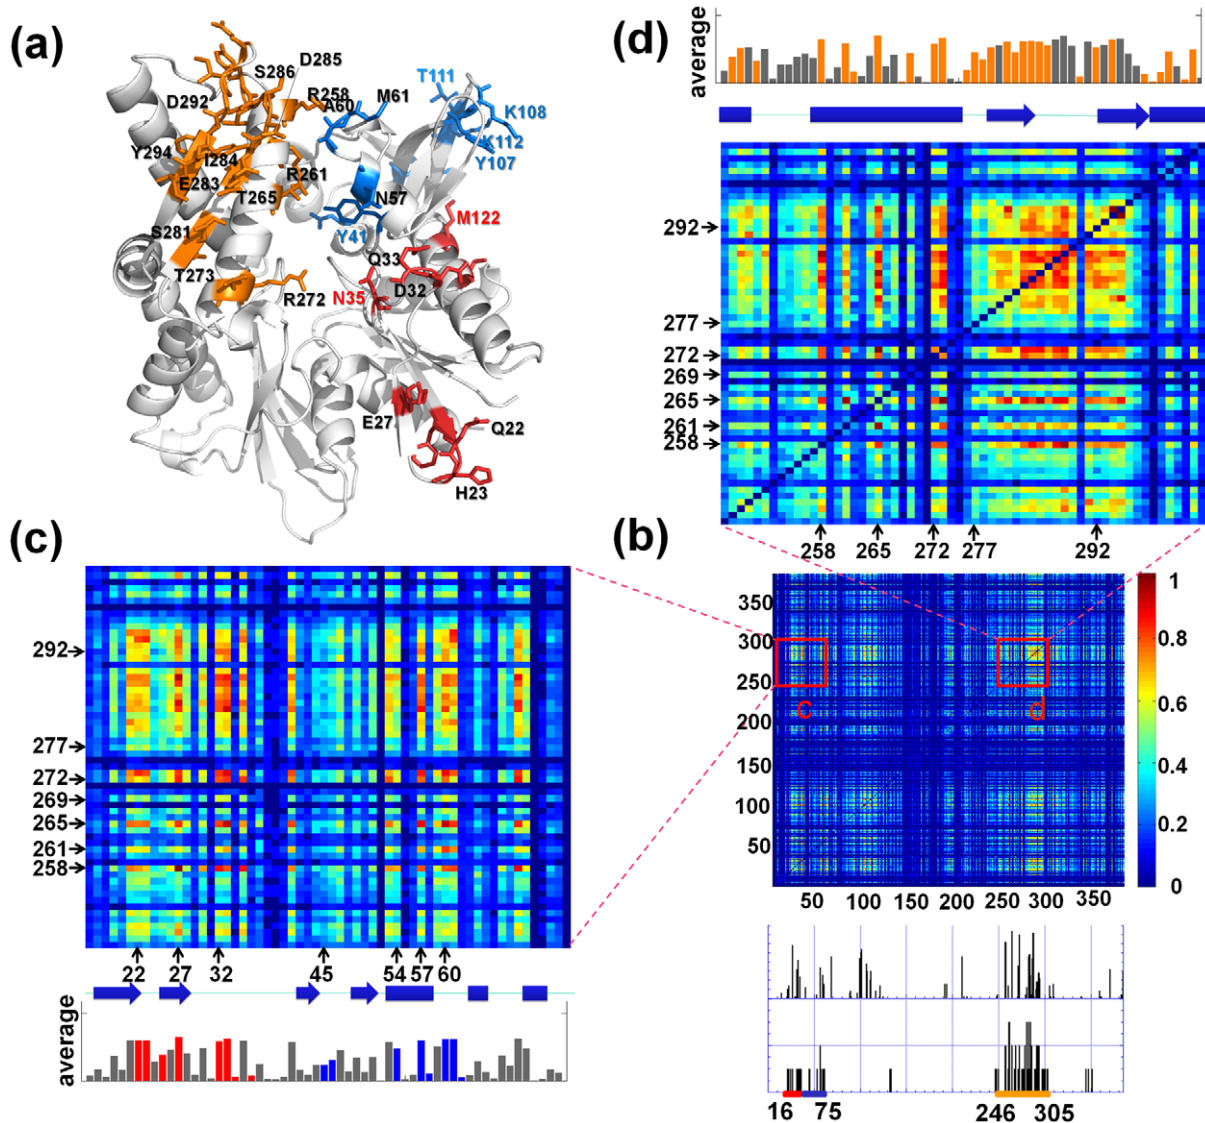 (a)
D285
S286
D292
R258
A60
M61
T111
K108
K112
Y107
Y294
I284
E283
R261
T265
N57
M122
Y41
S281
Q33
T273
D32
R272
N35
E27
Q22
H23
(d)
average
292
277
272
269
265
261
258
258 265 272 277 292
(c)
292
277
272
269
265
261
258
22 27 32 45 54 57 60
average
(b)
350
300
250
200
150
100
50
c
d
50 100 150 200 250 290 350
1
0.8
0.6
0.4
0.2
0
16 75 246 305